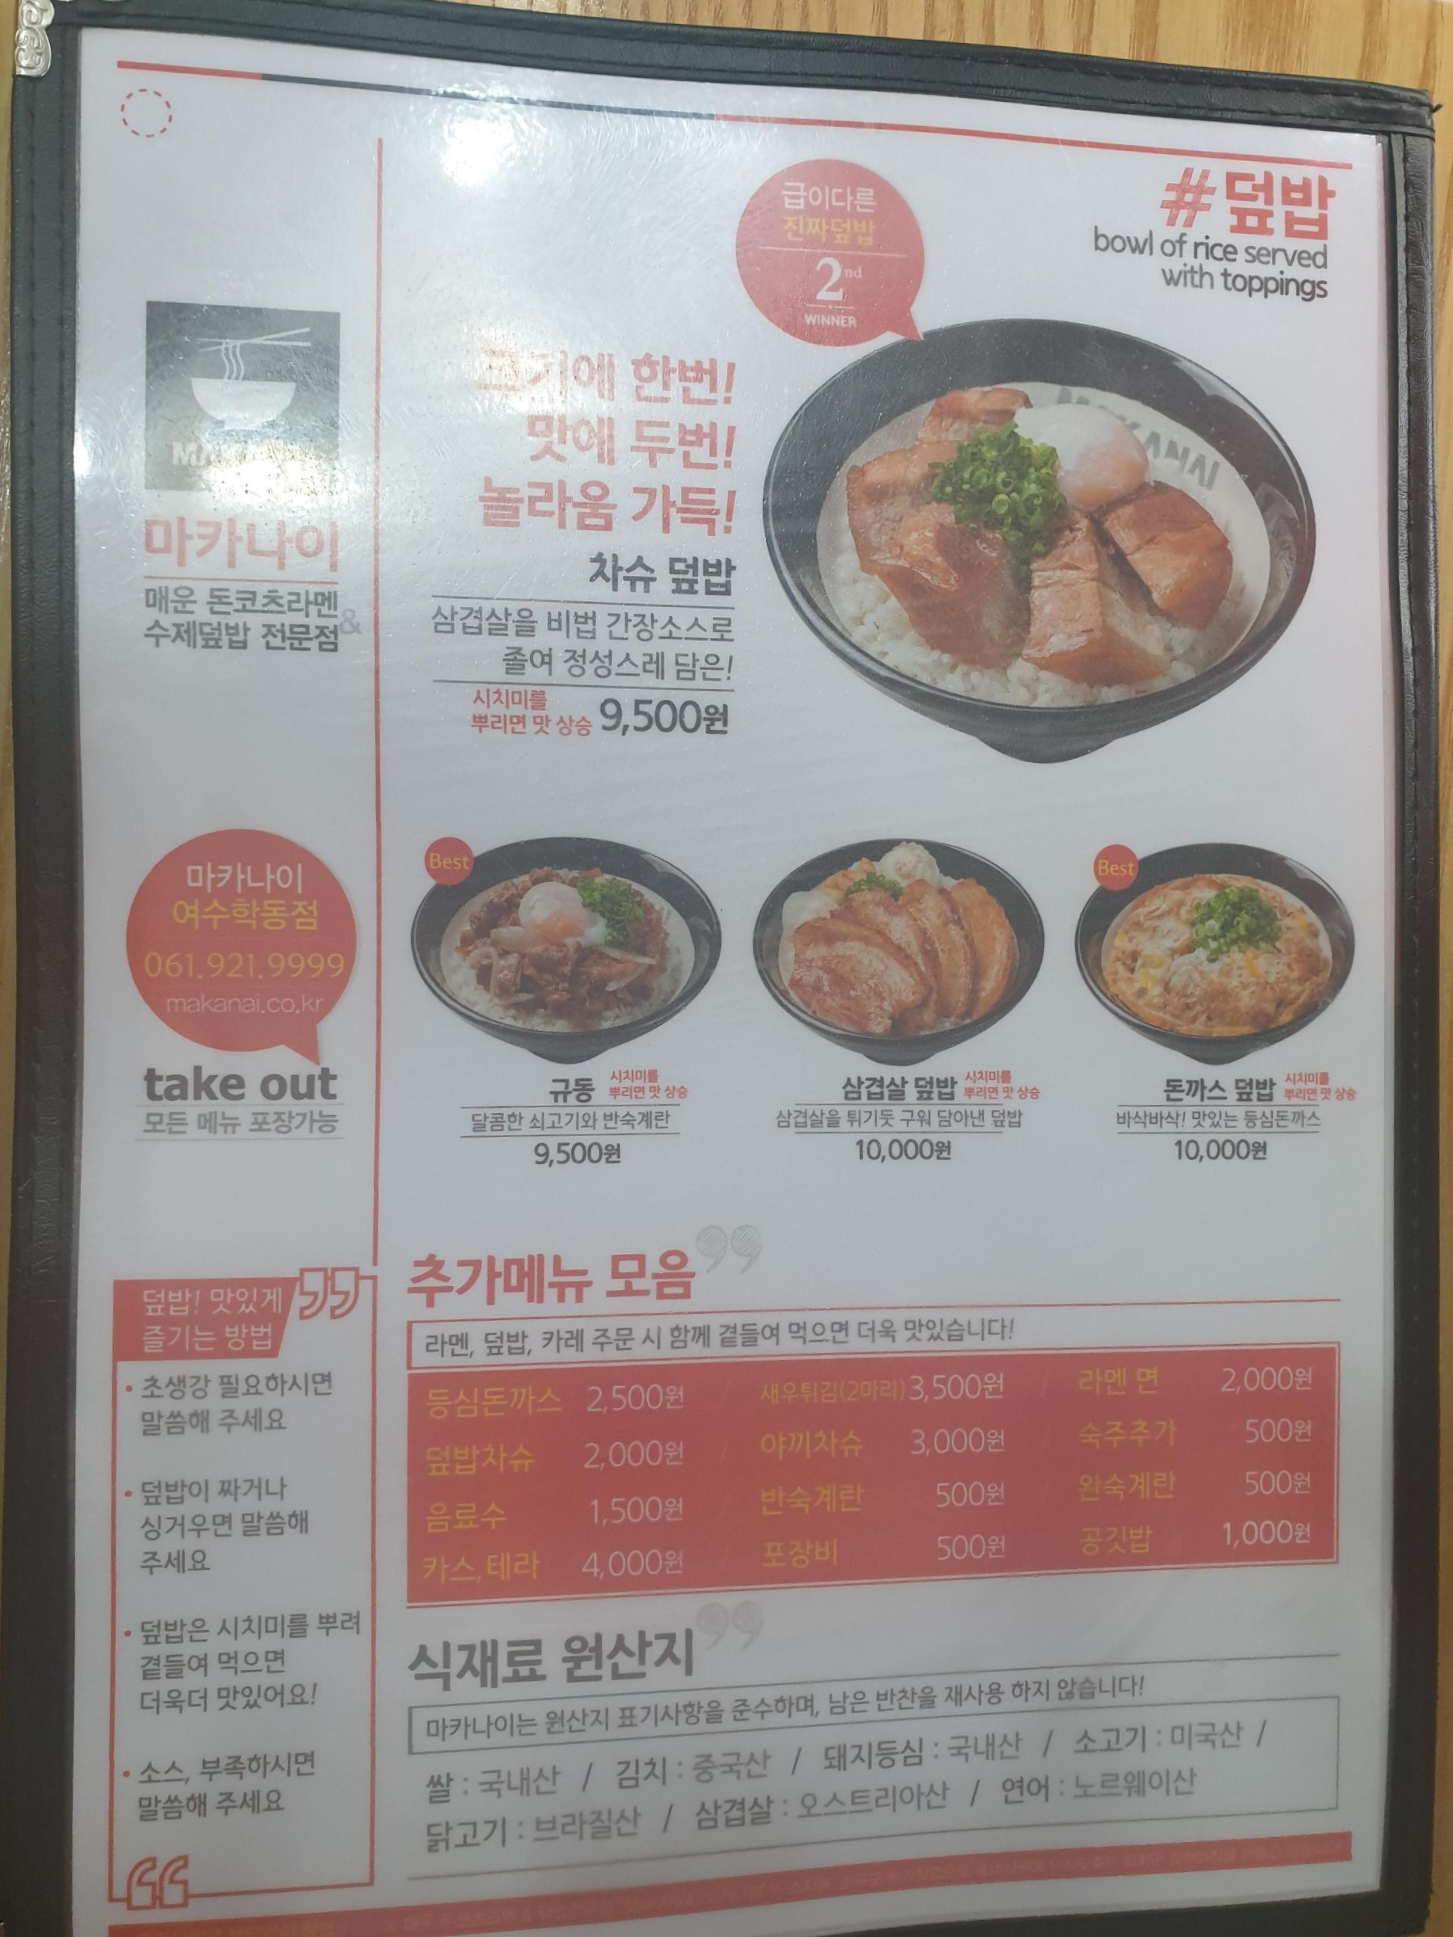 #덮밥
bowl of rice served
with toppings
급이다른
진짜덮밥
2nd
WINNER
한번!
맛에 두번!
놀라움 가득!
차슈 덮밥
삼겹살을 비법 간장소스로
졸여 정성스레 담은!
시치미를
뿌리면 맛 상승 9,500원
MAKANAI
마카나이
매운 돈코츠라멘
&
수제덮밥 전문점
마카나이
여수학동점
061.921.9999
makanai.co.kr
take out
모든 메뉴 포장가능
Best
규동 시치미를 뿌리면 맛 상승
달콤한 쇠고기와 반숙계란
9,500원
삼겹살 덮밥 시치미를 뿌리면 맛 상승
삼겹살을 튀기듯 구워 담아낸 덮밥
10,000원
Best
돈까스 덮밥 시치미를 뿌리면 맛 상승
바삭바삭! 맛있는 등심돈까스
10,000원
덮밥! 맛있게
즐기는 방법
• 초생강 필요하시면
말씀해 주세요
• 덮밥이 짜거나
싱거우면 말씀해
주세요
• 덮밥은 시치미를 뿌려
곁들여 먹으면
더욱더 맛있어요!
• 소스, 부족하시면
말씀해 주세요
추가메뉴 모음
라멘, 덮밥, 카레 주문 시 함께 곁들여 먹으면 더욱 맛있습니다!
등심돈까스 2,500원 / 새우튀김(2마리) 3,500원 / 라멘 면 2,000원
덮밥차슈 2,000원 / 야끼차슈 3,000원 / 숙주추가 500원
음료수 1,500원 / 반숙계란 500원 / 완숙계란 500원
카스,테라 4,000원 / 포장비 500원 / 공깃밥 1,000원
식재료 원산지
마카나이는 원산지 표기사항을 준수하며, 남은 반찬을 재사용 하지 않습니다!
쌀 : 국내산 / 김치 : 중국산 / 돼지등심 : 국내산 / 소고기 : 미국산 /
닭고기 : 브라질산 / 삼겹살 : 오스트리아산 / 연어 : 노르웨이산